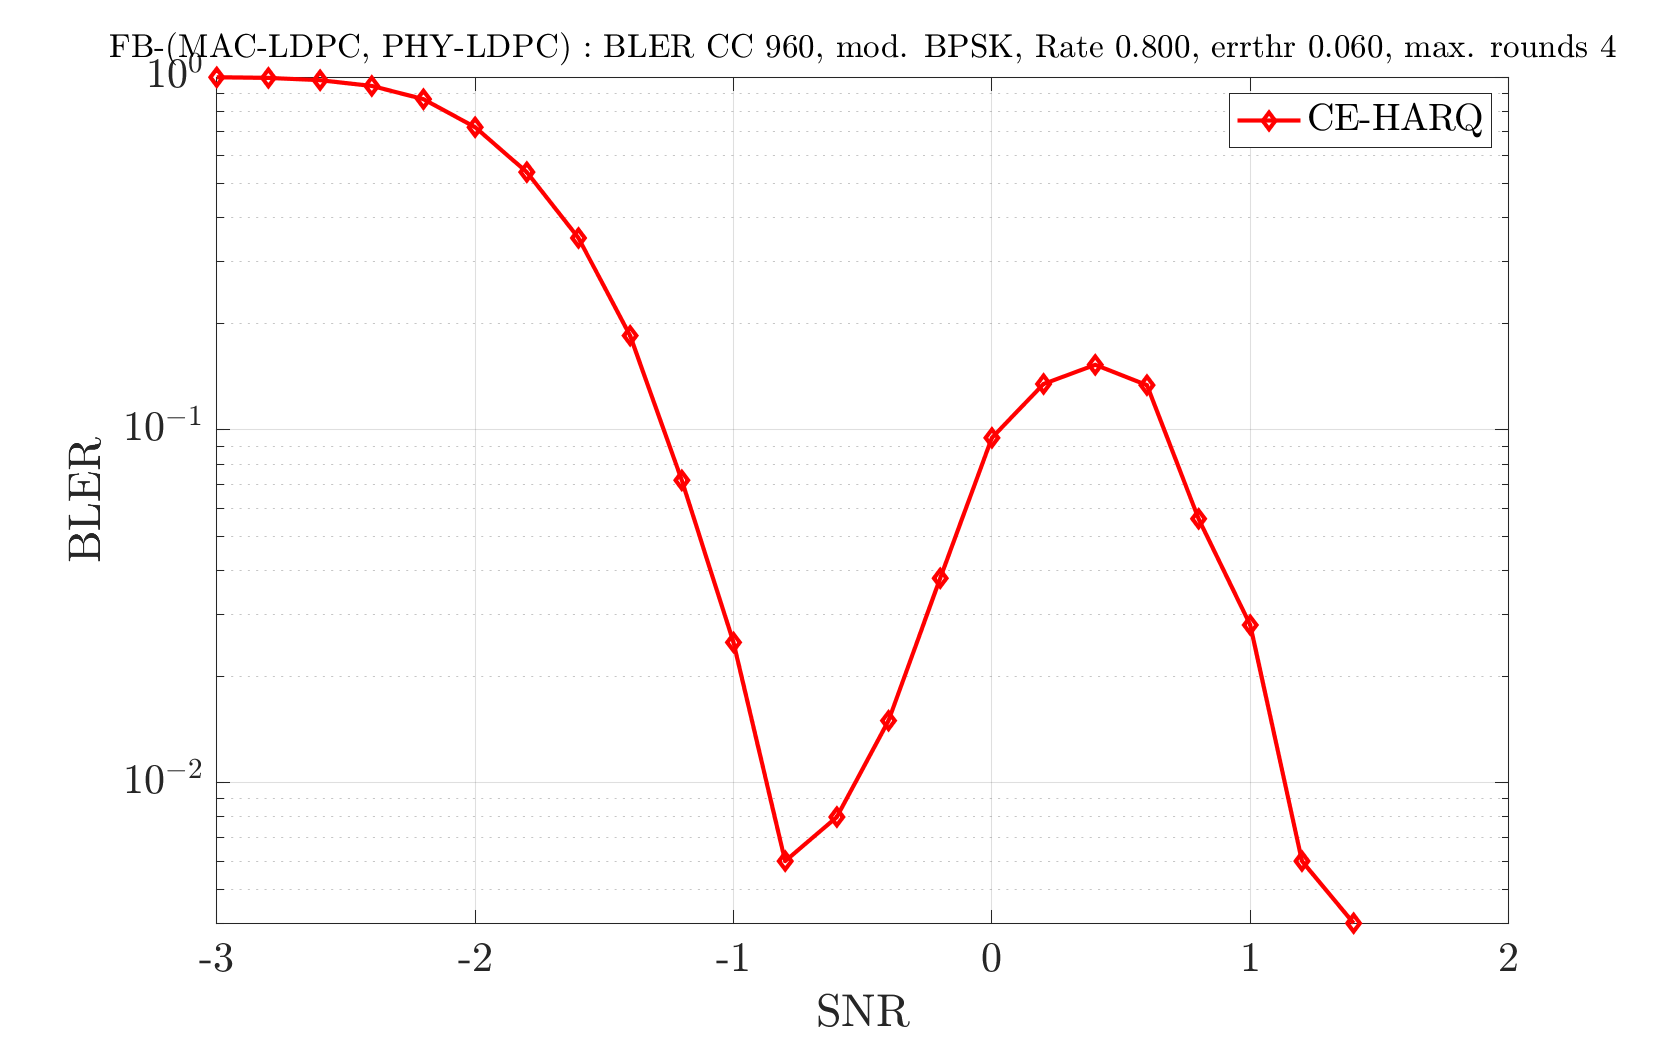 FB-(MAC-LDPC, PHY-LDPC) : BLER CC 960, mod. BPSK, Rate 0.800, errthr 0.060, max. rounds 4
10^0
CE-HARQ
10^{-1}
BLER
10^{-2}
-3 -2 -1 0 1 2
SNR